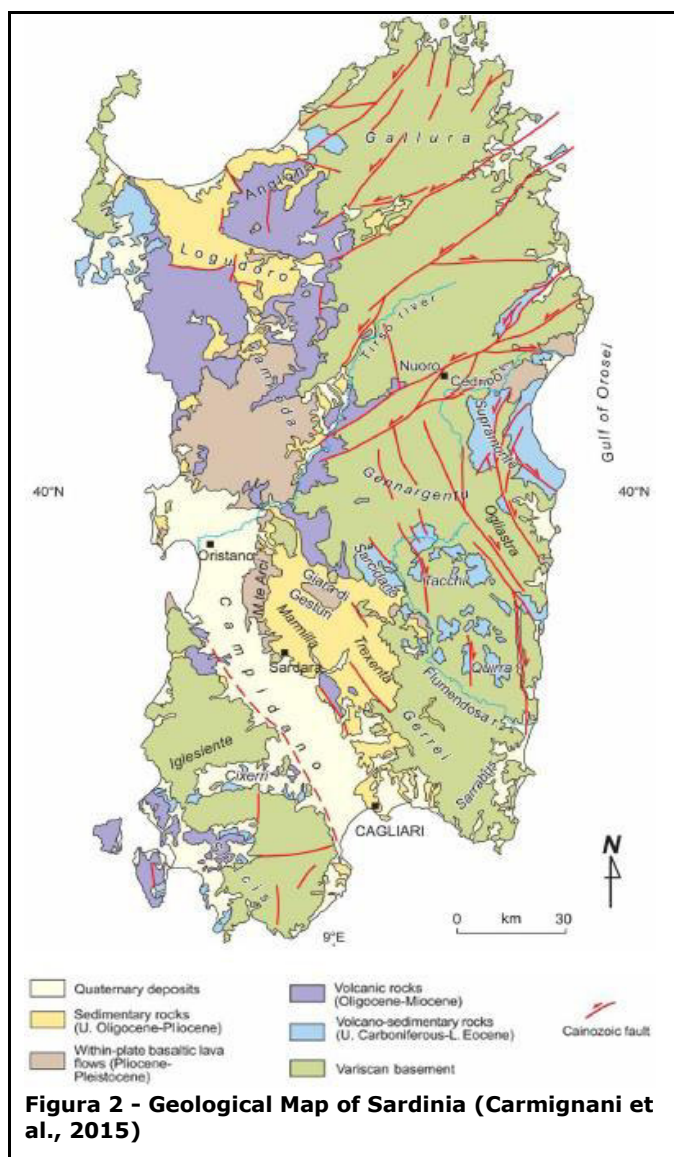 Gallura
Anglona
Logudoro
Tirso river
Nuoro
Cedrino
Supramonte
Gulf of Orosei
40°N
40°N
Gennargentu
Ogliastra
Oristano
M.te Arci
Giara di
Gesturi
Sarcidano
Tacchi
Campidano
Marmilla
Trexenta
Sardara
Quirra
Flumendosa r.
Gerrei
Iglesiente
Cixerri
Sarrabus
CAGLIARI
N
0 km 30
9°E
Quaternary deposits
Sedimentary rocks
(U. Oligocene-Pliocene)
Within-plate basaltic lava
flows (Pliocene-
Pleistocene)
Volcanic rocks
(Oligocene-Miocene)
Volcano-sedimentary rocks
(U. Carboniferous-L. Eocene)
Variscan basement
Cainozoic fault
Figura 2 - Geological Map of Sardinia (Carmignani et
al., 2015)